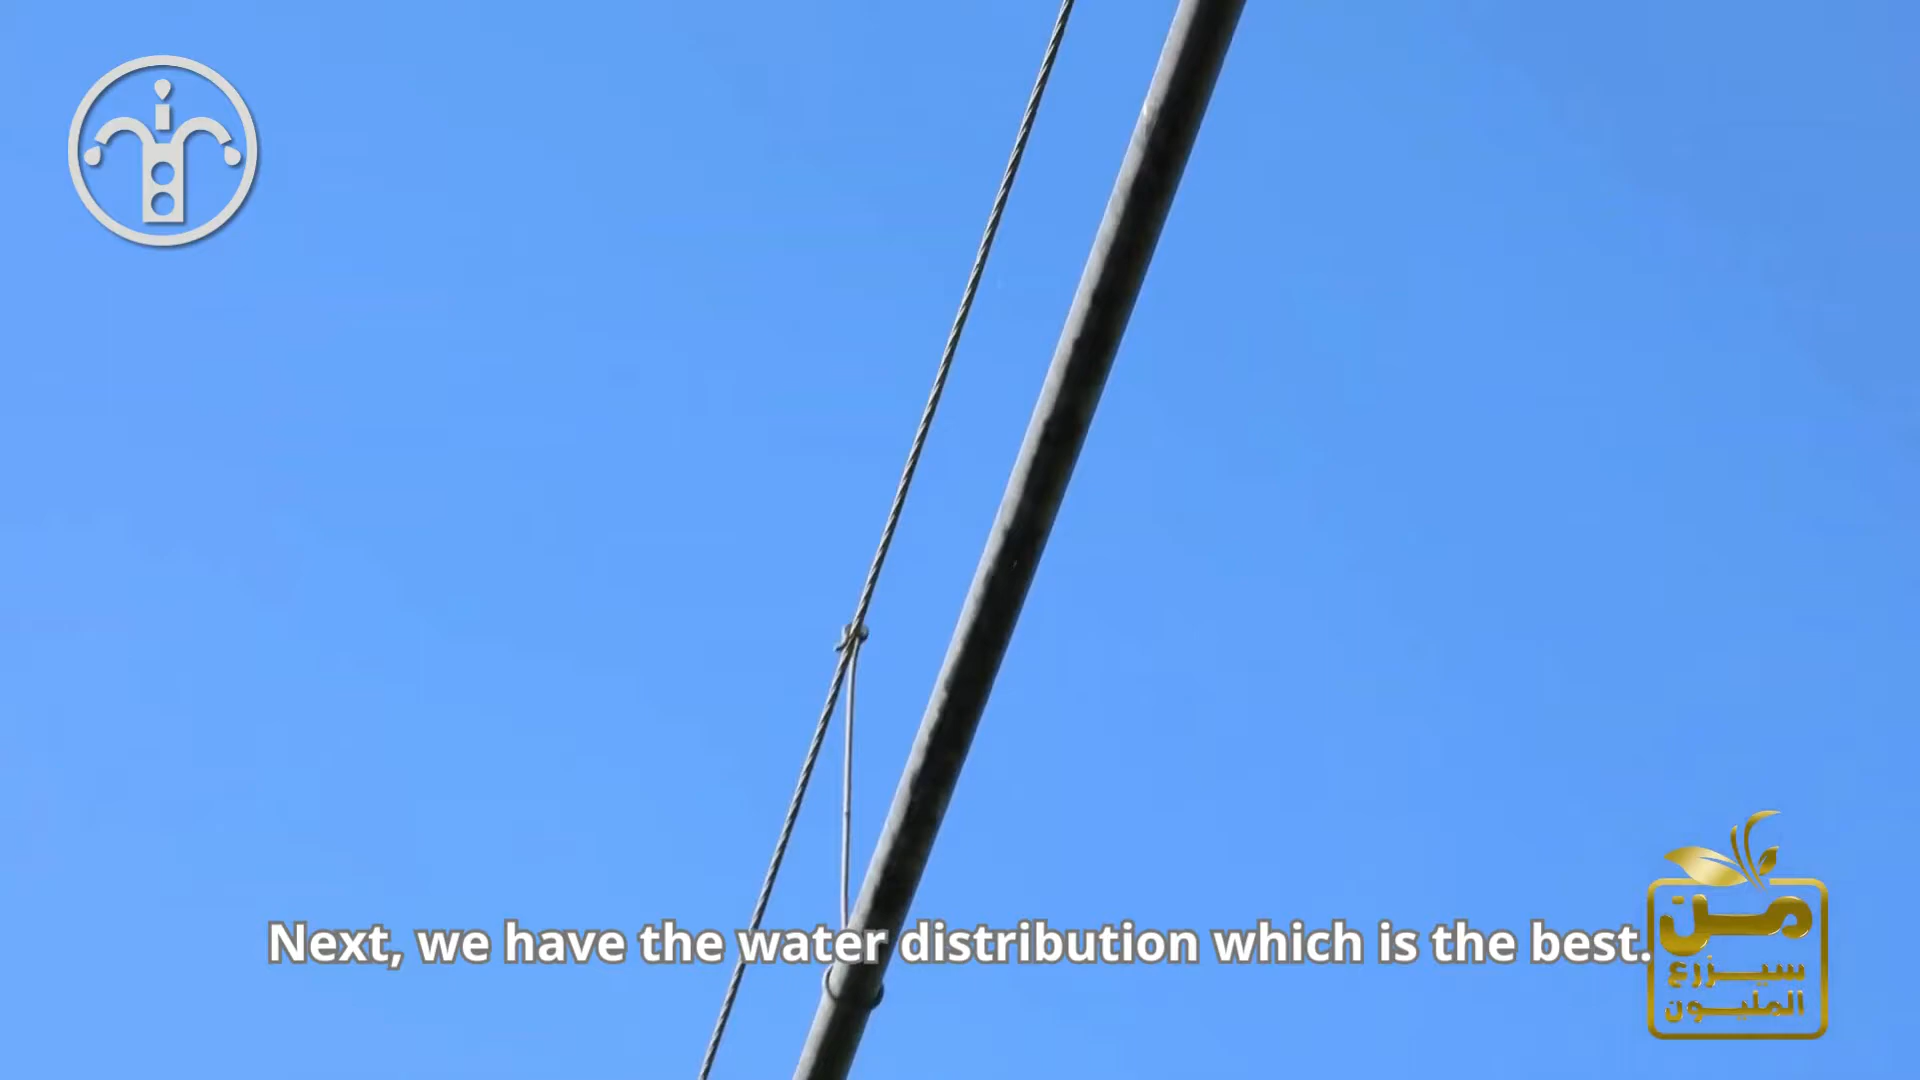 Next, we have the water distribution which is the best.
من
سيزرع
المليون